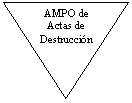 AMPO de
Actas de
Destrucción